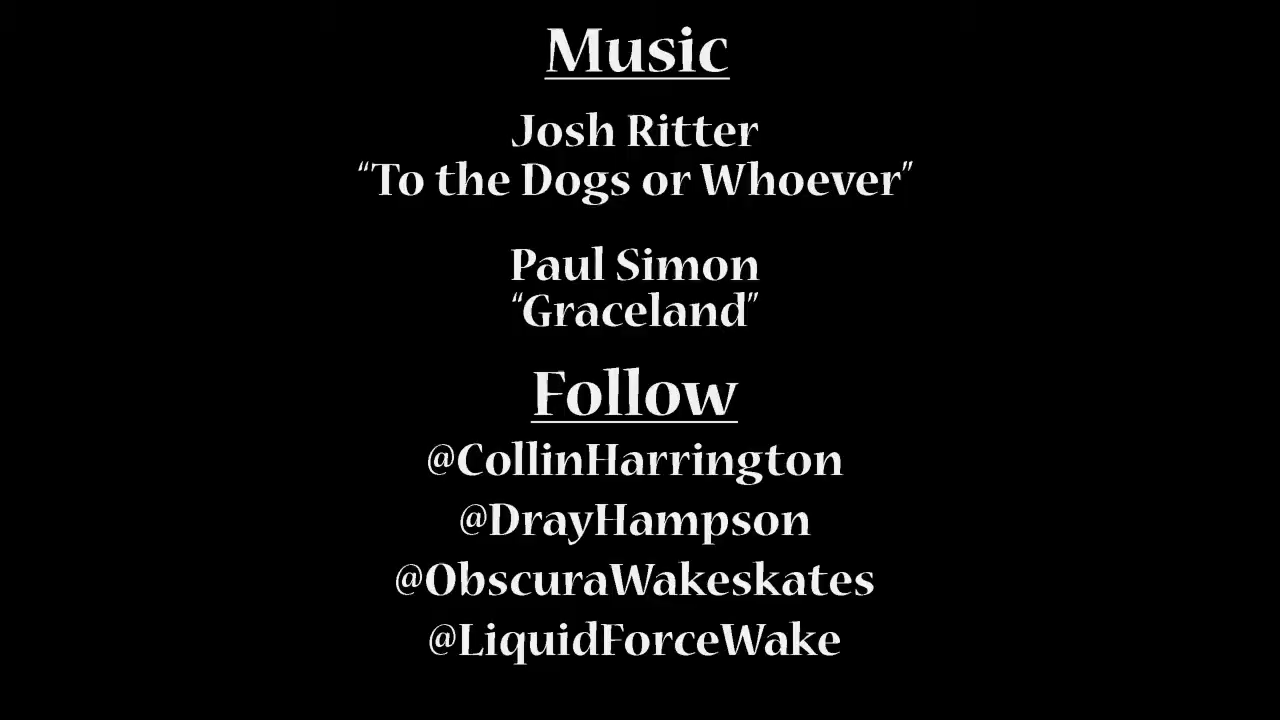 Music
Josh Ritter
“To the Dogs or Whoever”
Paul Simon
“Graceland”
Follow
@CollinHarrington
@DrayHampson
@ObscuraWakeskates
@LiquidForceWake